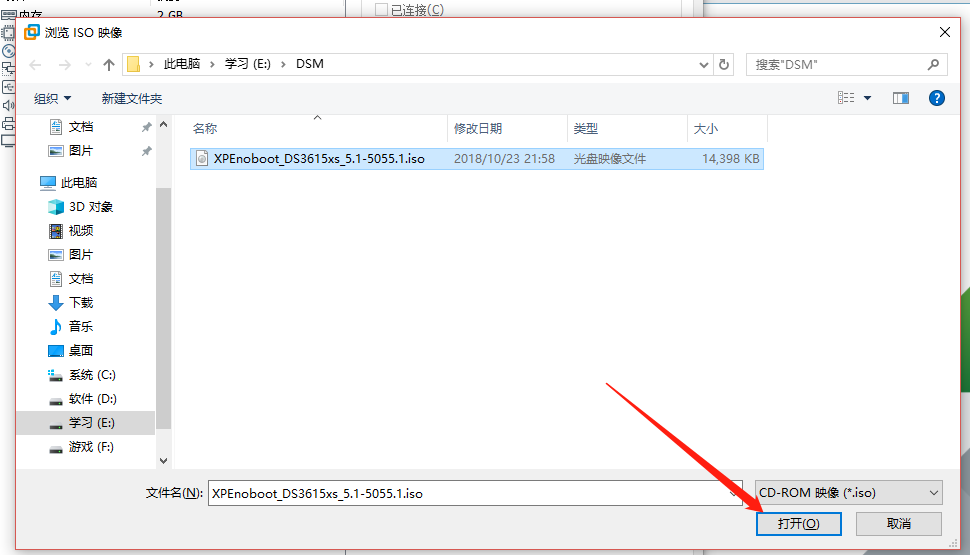 内存 2 GB
已连接(C)
浏览 ISO 映像
此电脑 > 学习 (E:) > DSM
搜索"DSM"
组织 新建文件夹
名称 修改日期 类型 大小
XPEnoboot_DS3615xs_5.1-5055.1.iso 2018/10/23 21:58 光盘映像文件 14,398 KB
文档
图片
此电脑
3D 对象
视频
图片
文档
下载
音乐
桌面
系统 (C:)
软件 (D:)
学习 (E:)
游戏 (F:)
文件名(N): XPEnoboot_DS3615xs_5.1-5055.1.iso CD-ROM 映像 (*.iso)
打开(O) 取消